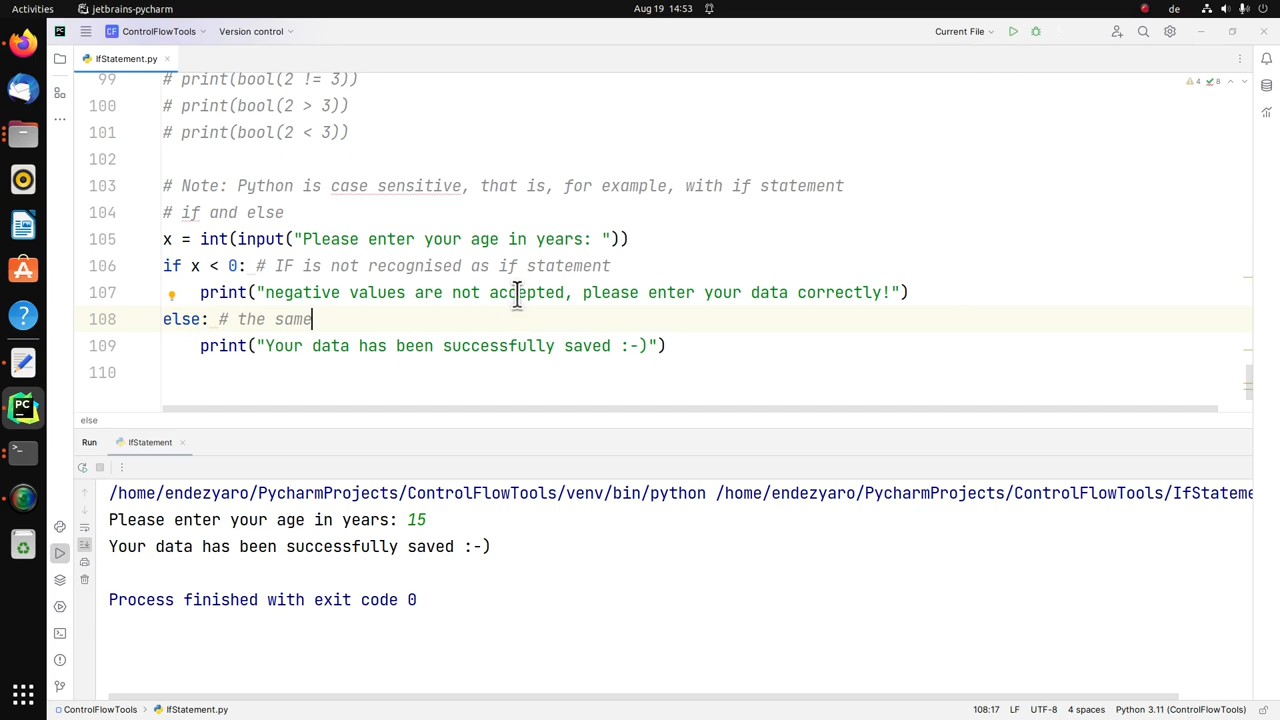 Activities jetbrains-pycharm Aug 19 14:53 de
CF ControlFlowTools Version control Current File
IfStatement.py
99 # print(bool(2 != 3))
100 # print(bool(2 > 3))
101 # print(bool(2 < 3))
102
103 # Note: Python is case sensitive, that is, for example, with if statement
104 # if and else
105 x = int(input("Please enter your age in years: "))
106 if x < 0: # IF is not recognised as if statement
107 print("negative values are not accepted, please enter your data correctly!")
108 else: # the same
109 print("Your data has been successfully saved :-)")
110
4 8
else
Run IfStatement
/home/endezyaro/PycharmProjects/ControlFlowTools/venv/bin/python /home/endezyaro/PycharmProjects/ControlFlowTools/IfStateme
Please enter your age in years: 15
Your data has been successfully saved :-)
Process finished with exit code 0
PC
ControlFlowTools > IfStatement.py 108:17 LF UTF-8 4 spaces Python 3.11 (ControlFlowTools)